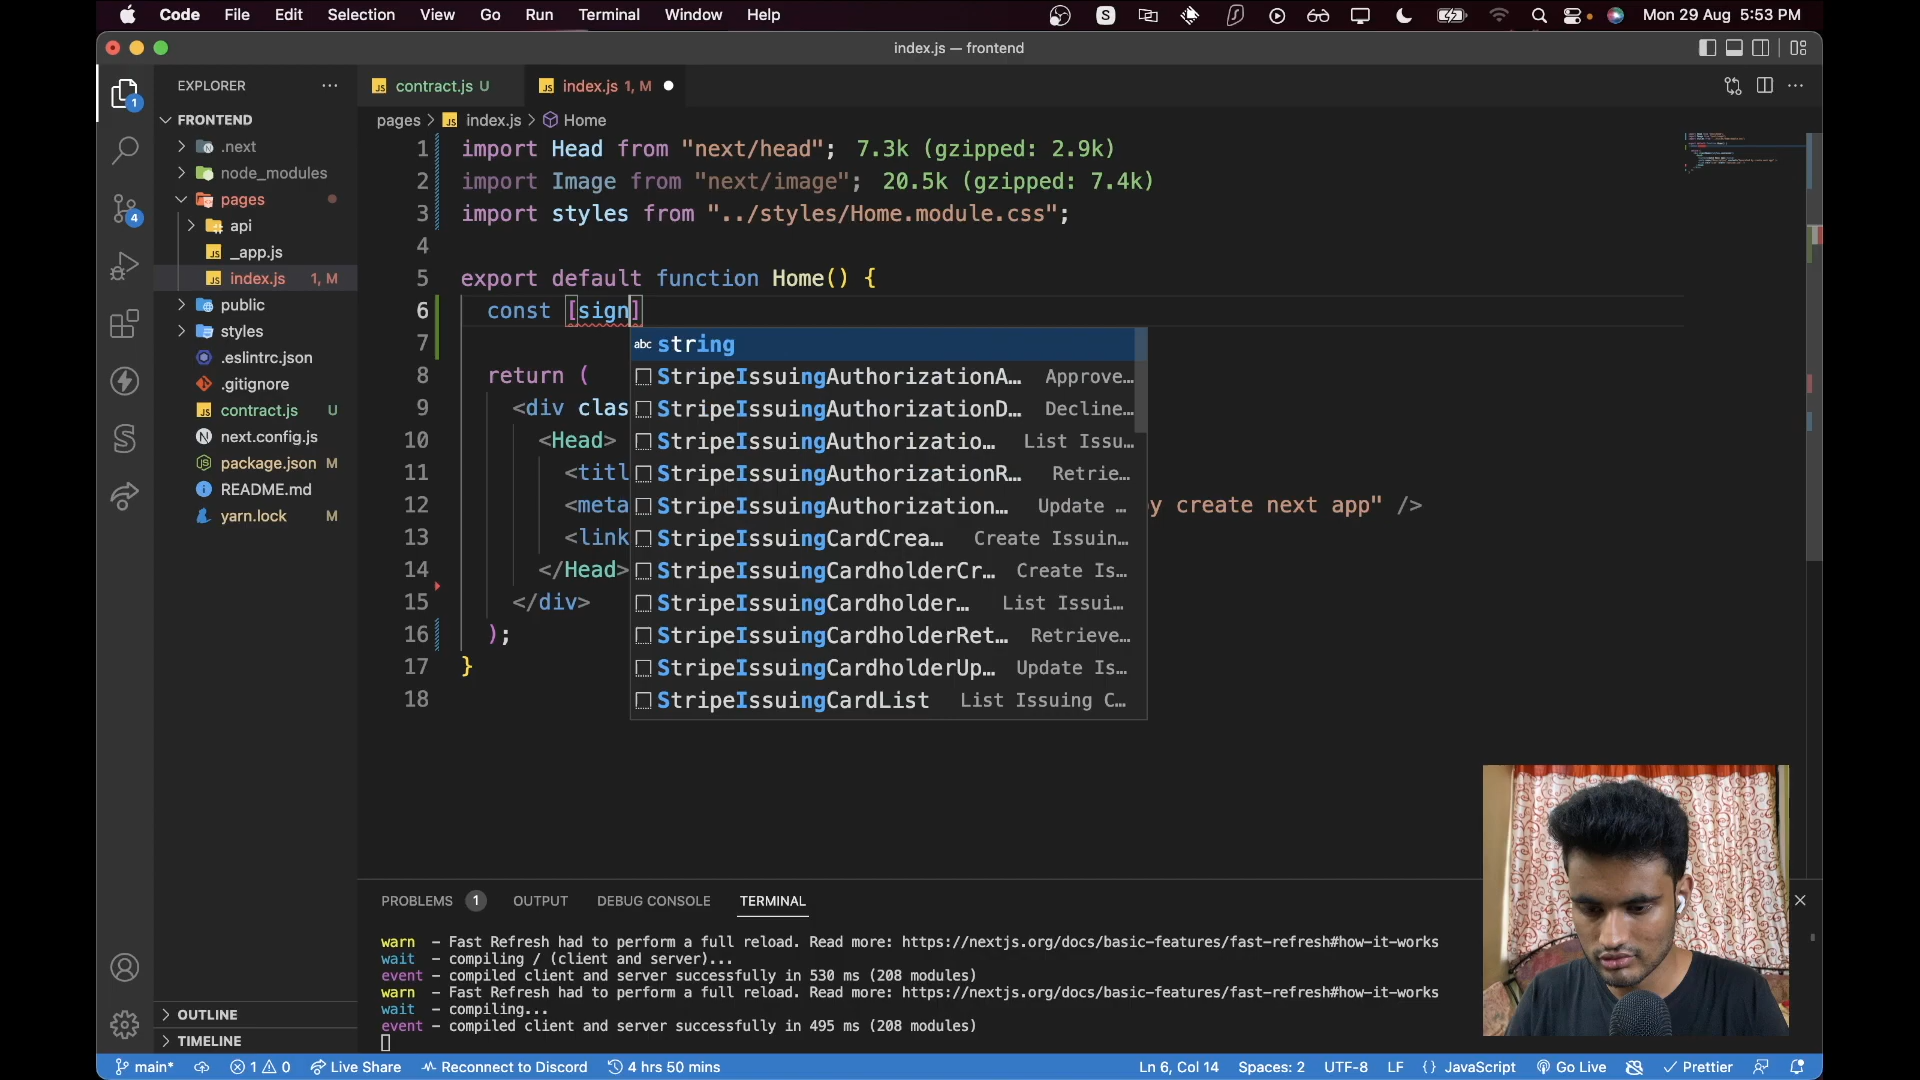 Code File Edit Selection View Go Run Terminal Window Help
Mon 29 Aug 5:53 PM
index.js — frontend
EXPLORER
FRONTEND
.next
node_modules
pages
api
_app.js
index.js 1, M
public
styles
.eslintrc.json
.gitignore
contract.js U
next.config.js
package.json M
README.md
yarn.lock M
OUTLINE
TIMELINE
contract.js U
index.js 1, M
pages > index.js > Home
1 import Head from "next/head"; 7.3k (gzipped: 2.9k)
2 import Image from "next/image"; 20.5k (gzipped: 7.4k)
3 import styles from "../styles/Home.module.css";
4
5 export default function Home() {
6 const [sign]
7
8 return (
9 <div clas
10 <Head>
11 <titl
12 <meta y create next app" />
13 <link
14 </Head>
15 </div>
16 );
17 }
18
abc string
StripeIssuingAuthorizationA… Approve…
StripeIssuingAuthorizationD… Decline…
StripeIssuingAuthorizatio… List Issu…
StripeIssuingAuthorizationR… Retrie…
StripeIssuingAuthorization… Update …
StripeIssuingCardCrea… Create Issuin…
StripeIssuingCardholderCr… Create Is…
StripeIssuingCardholder… List Issui…
StripeIssuingCardholderRet… Retrieve…
StripeIssuingCardholderUp… Update Is…
StripeIssuingCardList List Issuing C…
PROBLEMS 1 OUTPUT DEBUG CONSOLE TERMINAL
warn - Fast Refresh had to perform a full reload. Read more: https://nextjs.org/docs/basic-features/fast-refresh#how-it-works
wait - compiling / (client and server)...
event - compiled client and server successfully in 530 ms (208 modules)
warn - Fast Refresh had to perform a full reload. Read more: https://nextjs.org/docs/basic-features/fast-refresh#how-it-works
wait - compiling...
event - compiled client and server successfully in 495 ms (208 modules)
main* 1 0 Live Share Reconnect to Discord 4 hrs 50 mins
Ln 6, Col 14 Spaces: 2 UTF-8 LF {} JavaScript Go Live Prettier